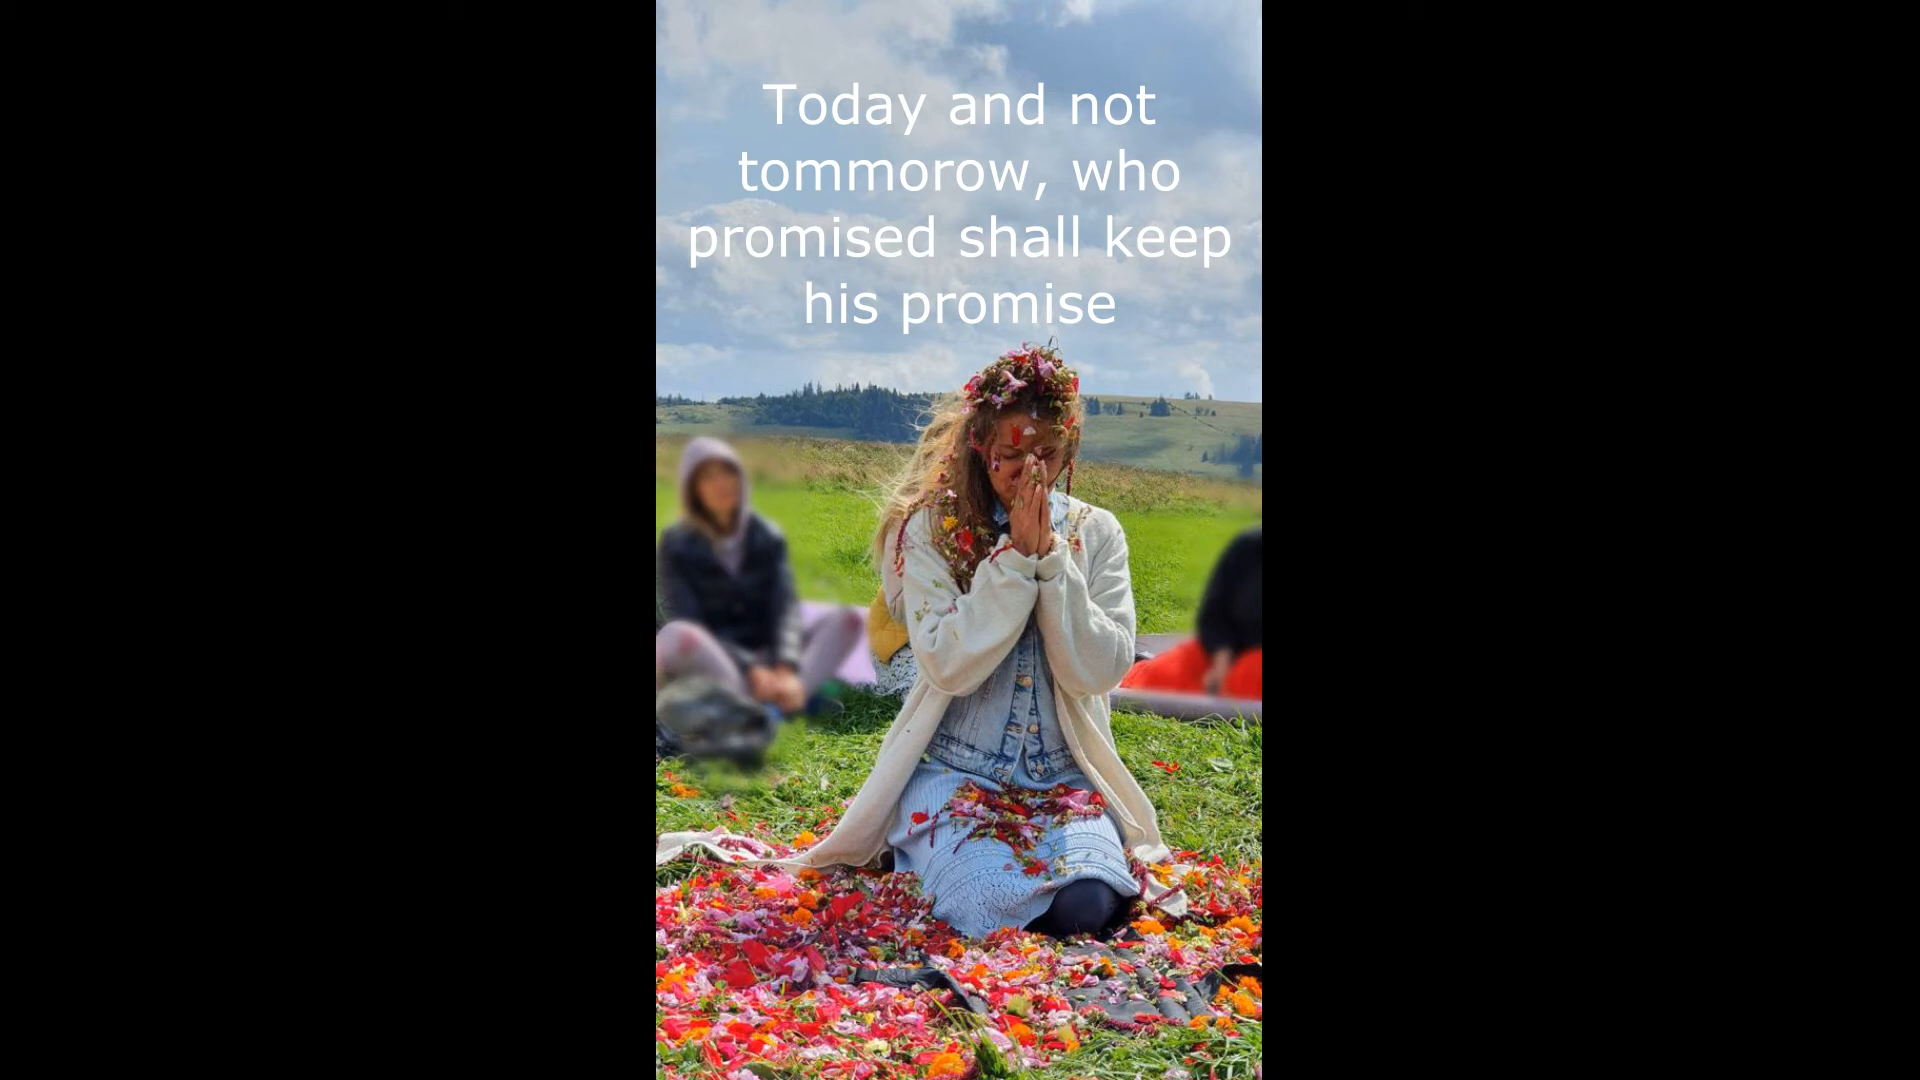 Today and not
tommorow, who
promised shall keep
his promise